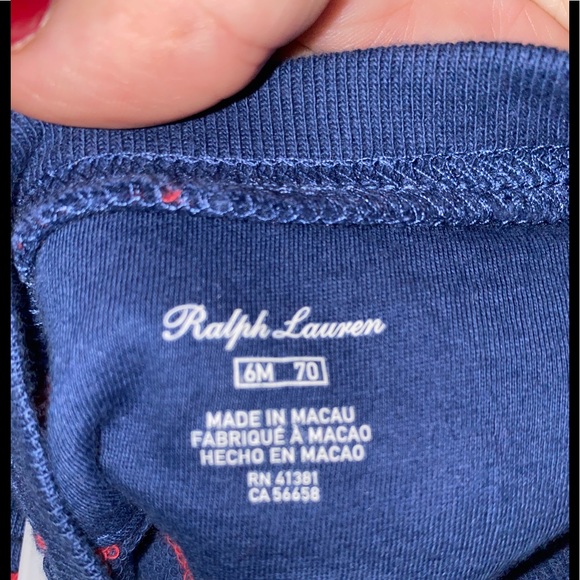 Ralph Lauren
6M 70
MADE IN MACAU
FABRIQUÉ À MACAO
HECHO EN MACAO
RN 41381
CA 56658